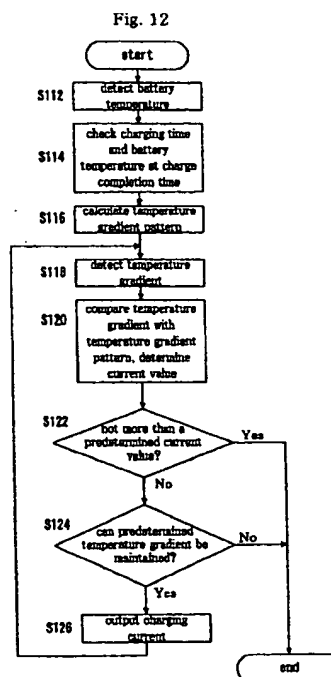 Fig. 12
start
S112
detect battery
temperature
S114
check charging time
and battery
temperature at charge
completion time
S116
calculate temperature
gradient pattern
S118
detect temperature
gradient
S120
compare temperature
gradient with
temperature gradient
pattern, determine
current value
S122
not more than a
predetermined current
value?
Yes
No
S124
can predetermined
temperature gradient be
maintained?
No
Yes
S126
output charging
current
end